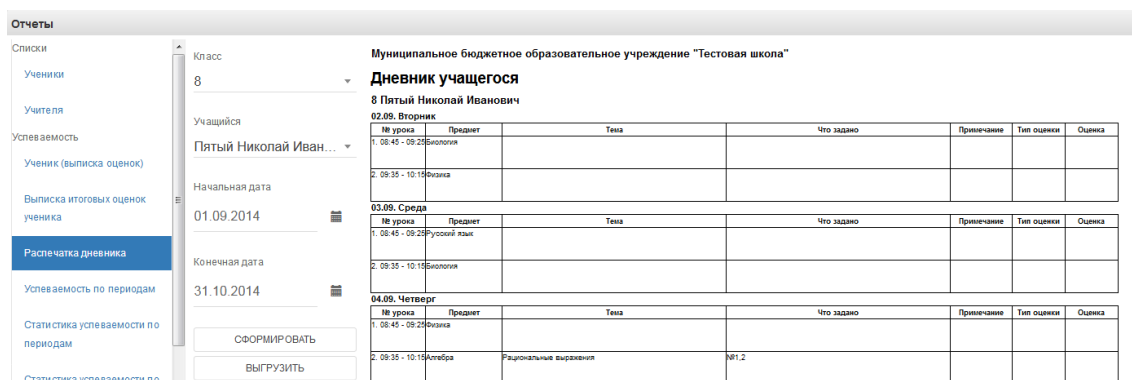 Отчеты
Списки
Ученики
Учителя
Успеваемость
Ученик (выписка оценок)
Выписка итоговых оценок
ученика
Распечатка дневника
Успеваемость по периодам
Статистика успеваемости по
периодам
Статистика успеваемости по
Класс
8
Учащийся
Пятый Николай Иван...
Начальная дата
01.09.2014
Конечная дата
31.10.2014
СФОРМИРОВАТЬ
ВЫГРУЗИТЬ
Муниципальное бюджетное образовательное учреждение "Тестовая школа"
Дневник учащегося
8 Пятый Николай Иванович
02.09. Вторник
№ урока Предмет Тема Что задано Примечание Тип оценки Оценка
1. 08:45 - 09:25 Биология
2. 09:35 - 10:15 Физика
03.09. Среда
№ урока Предмет Тема Что задано Примечание Тип оценки Оценка
1. 08:45 - 09:25 Русский язык
2. 09:35 - 10:15 Биология
04.09. Четверг
№ урока Предмет Тема Что задано Примечание Тип оценки Оценка
1. 08:45 - 09:25 Физика
2. 09:35 - 10:15 Алгебра Рациональные выражения №1,2